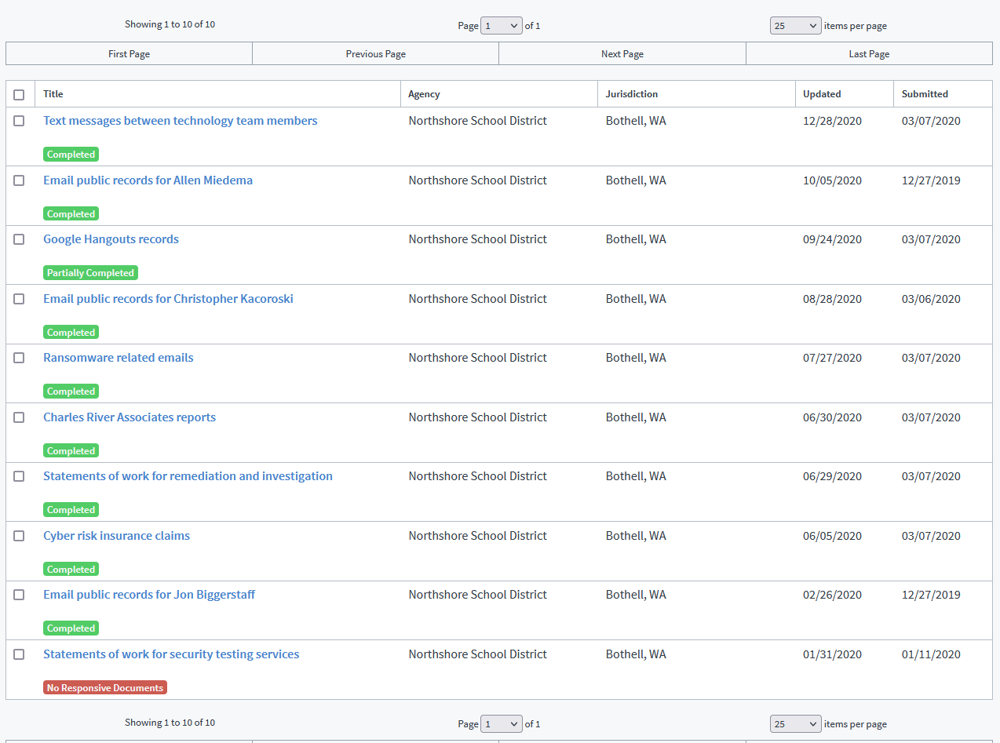 Showing 1 to 10 of 10 Page 1 of 1 25 items per page
First Page Previous Page Next Page Last Page
Title Agency Jurisdiction Updated Submitted
Text messages between technology team members Northshore School District Bothell, WA 12/28/2020 03/07/2020
Completed
Email public records for Allen Miedema Northshore School District Bothell, WA 10/05/2020 12/27/2019
Completed
Google Hangouts records Northshore School District Bothell, WA 09/24/2020 03/07/2020
Partially Completed
Email public records for Christopher Kacoroski Northshore School District Bothell, WA 08/28/2020 03/06/2020
Completed
Ransomware related emails Northshore School District Bothell, WA 07/27/2020 03/07/2020
Completed
Charles River Associates reports Northshore School District Bothell, WA 06/30/2020 03/07/2020
Completed
Statements of work for remediation and investigation Northshore School District Bothell, WA 06/29/2020 03/07/2020
Completed
Cyber risk insurance claims Northshore School District Bothell, WA 06/05/2020 03/07/2020
Completed
Email public records for Jon Biggerstaff Northshore School District Bothell, WA 02/26/2020 12/27/2019
Completed
Statements of work for security testing services Northshore School District Bothell, WA 01/31/2020 01/11/2020
No Responsive Documents
Showing 1 to 10 of 10 Page 1 of 1 25 items per page